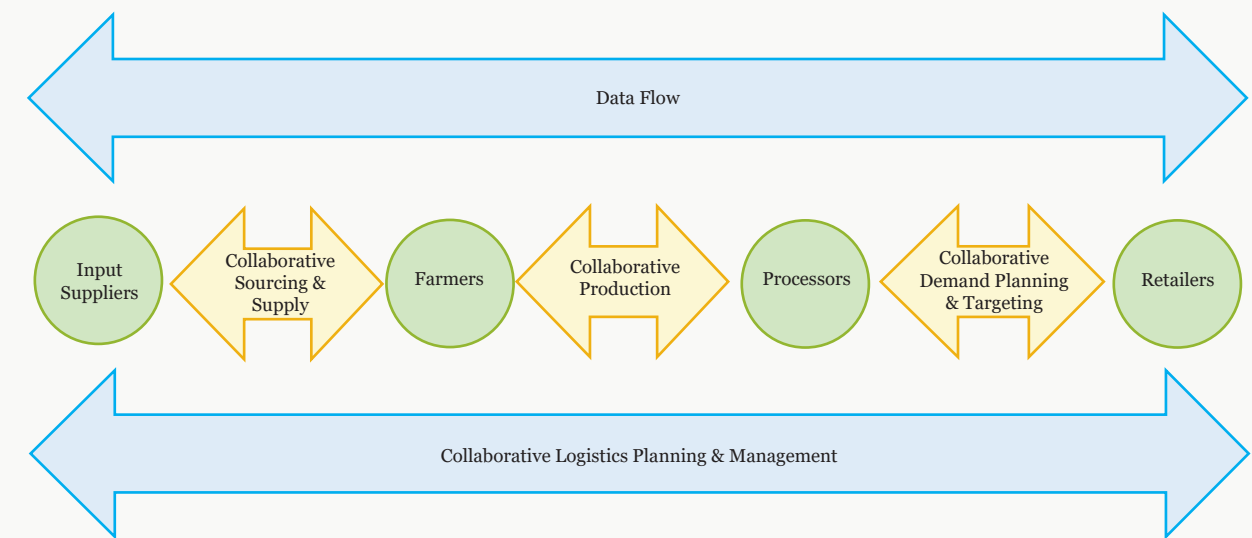 Data Flow
Input
Suppliers
Collaborative
Sourcing &
Supply
Farmers
Collaborative
Production
Processors
Collaborative
Demand Planning
& Targeting
Retailers
Collaborative Logistics Planning & Management